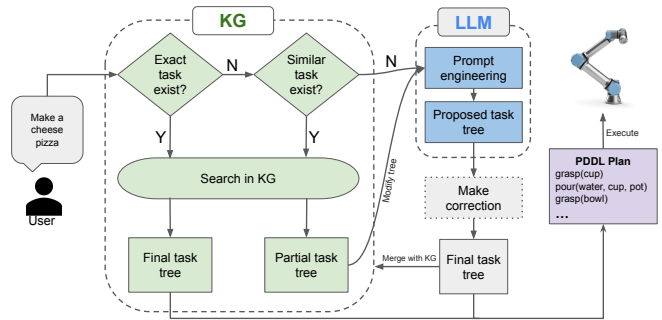 KG
LLM
Exact
task
exist?
N
Similar
task
exist?
N
Prompt
engineering
Make a
cheese
pizza
User
Y
Y
Proposed task
tree
Search in KG
Modify tree
Make
correction
Final task
tree
Partial task
tree
Merge with KG
Final task
tree
Execute
PDDL Plan
grasp(cup)
pour(water, cup, pot)
grasp(bowl)
...